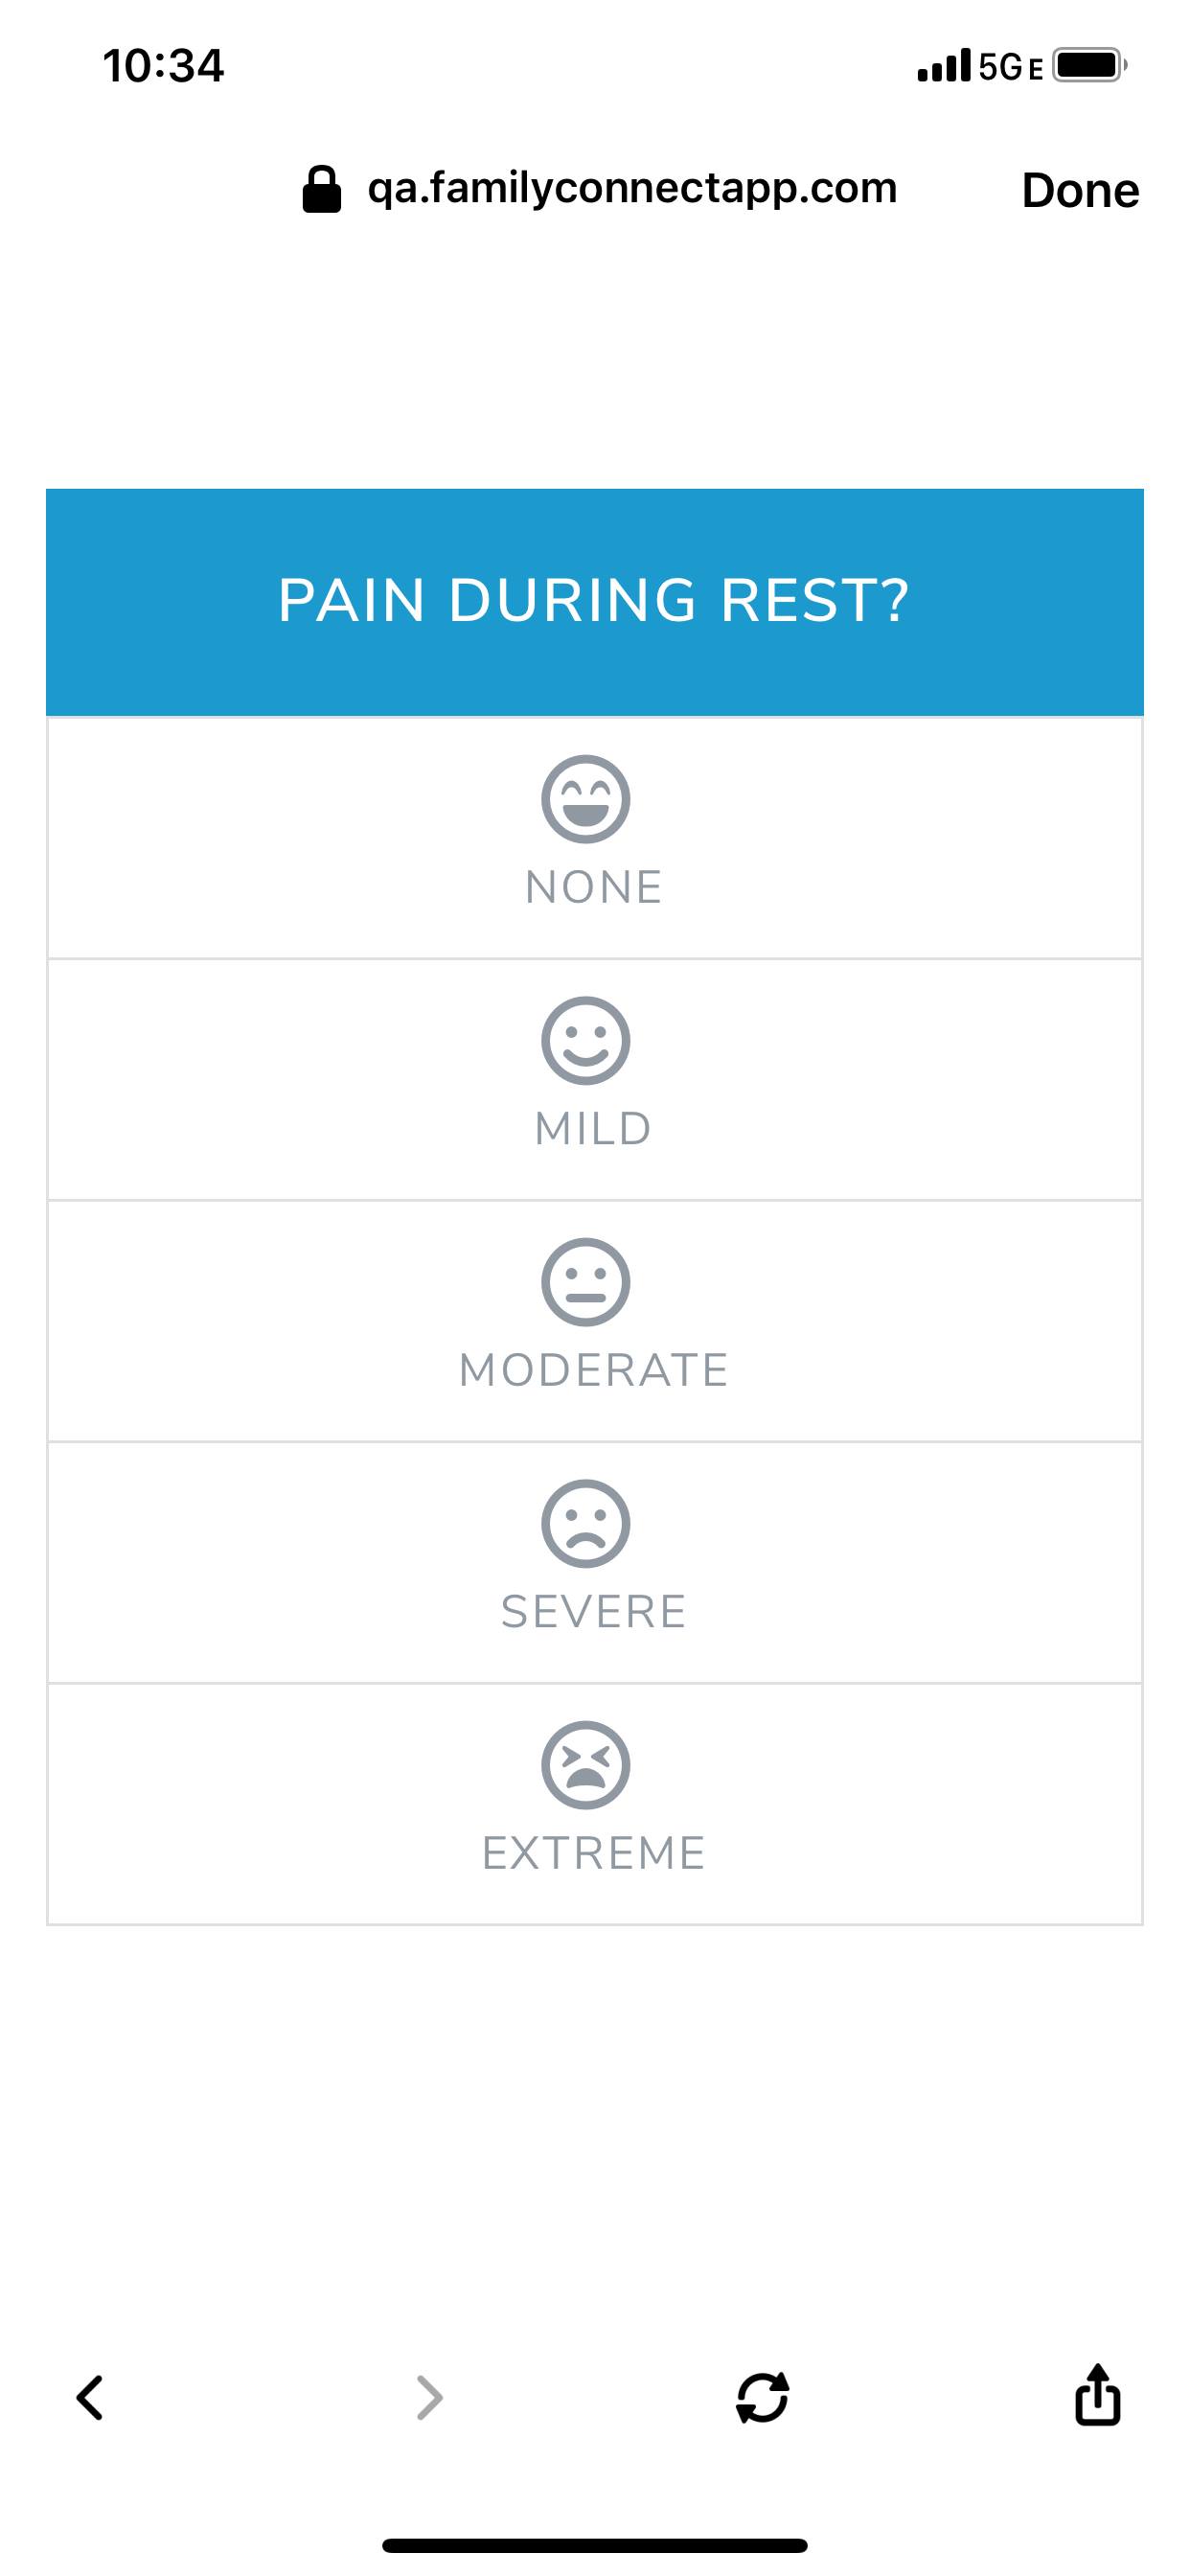 10:34 5G E
qa.familyconnectapp.com Done
PAIN DURING REST?
NONE
MILD
MODERATE
SEVERE
EXTREME